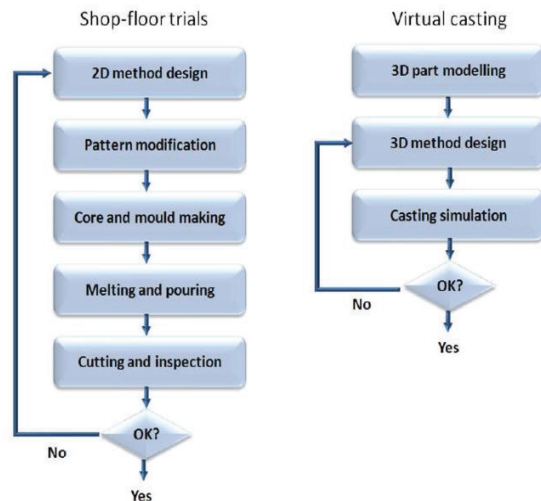 Shop-floor trials
2D method design
Pattern modification
Core and mould making
Melting and pouring
Cutting and inspection
OK?
No
Yes
Virtual casting
3D part modelling
3D method design
Casting simulation
OK?
No
Yes